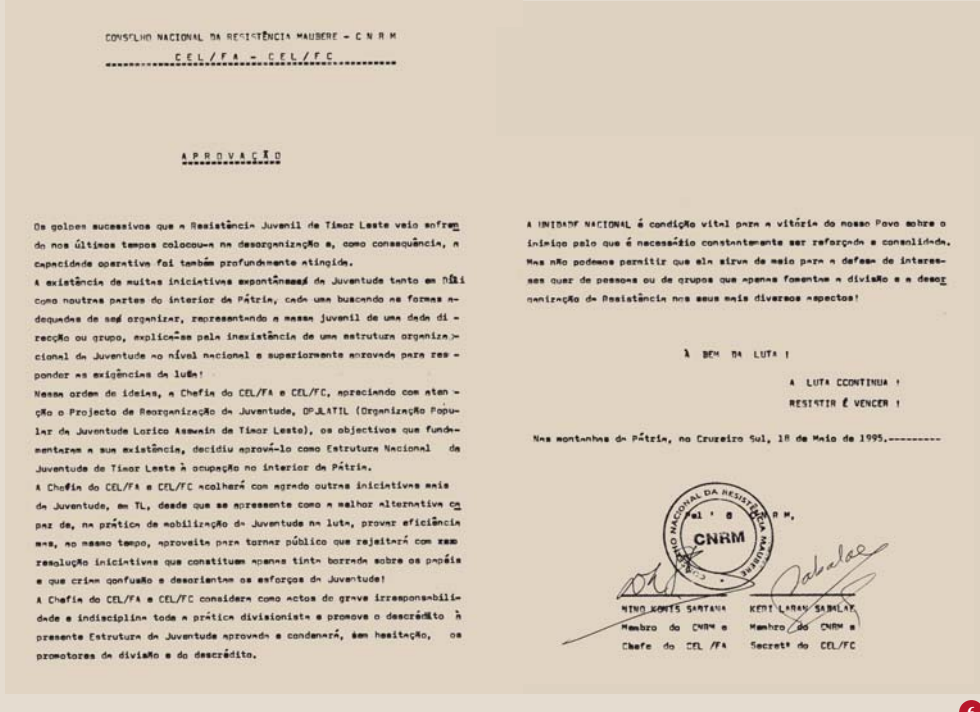 CONSELHO NACIONAL DA RESISTÊNCIA MAUBERE - C N R M
C E L / F A - C E L / F C
A P R O V A Ç Ã O
Os golpes sucessivos que a Resistência Juvenil de Timor Leste veio sofren
do nos últimos tempos colocou-a na desorganização e, como consequência, a
capacidade operativa foi também profundamente atingida.
A existência de muitas iniciativas expontâneas da Juventude tanto em Díli
como noutras partes do interior da Pátria, cada uma buscando as formas a-
dequadas de se organizar, representando a massa juvenil de uma dada di -
recção ou grupo, explica-se pela inexistência de uma estrutura organiza -
cional da Juventude ao nível nacional e superiormente aprovada para res -
ponder as exigências da luta!
Nessa ordem de ideias, a Chefia do CEL/FA e CEL/FC, apreciando com aten -
ção o Projecto de Reorganização da Juventude, OPJLATIL (Organização Popu-
lar da Juventude Lorico Aswain de Timor Leste), os objectivos que funda-
mentaram a sua existência, decidiu aprová-lo como Estrutura Nacional da
Juventude de Timor Leste à ocupação no interior da Pátria.
A Chefia do CEL/FA e CEL/FC acolherá com agrado outras iniciativas mais
da Juventude, em TL, desde que se apresente como a melhor alternativa ca
paz de, na prática de mobilização da Juventude na luta, provar eficiência
mas, ao mesmo tempo, aproveita para tornar público que rejeitará com
resolução iniciativas que constituem apenas tinta borrada sobre os papéis
e que criam confusão e desorientam os esforços da Juventude!
A Chefia do CEL/FA e CEL/FC considera como actos de grave irresponsabili-
dade e indisciplina toda a prática divisionista e promove o descrédito à
presente Estrutura da Juventude aprovada e condenará, sem hesitação, os
promotores da divisão e do descrédito.
A UNIDADE NACIONAL é condição vital para a vitória do nosso Povo sobre o
inimigo pelo que é necessário constantemente ser reforçada e consolidada.
Mas não podemos permitir que ela sirva de meio para a defesa de interes-
ses quer de pessoas ou de grupos que apenas fomentam a divisão e a desor
ganização da Resistência nos seus mais diversos aspectos!
À BEM DA LUTA !
A LUTA CCONTINUA !
RESISTIR É VENCER !
Nas montanhas da Pátria, no Cruzeiro Sul, 18 de Maio de 1995.---------
NACIONAL DA RESISTÊNCIA MAUBERE
CNRM
Sabalae
NINO KONIS SANTANA KERI LARAN SABALAE
Membro do CNRM e Membro do CNRM e
Chefe do CEL /FA Secretº do CEL/FC
6